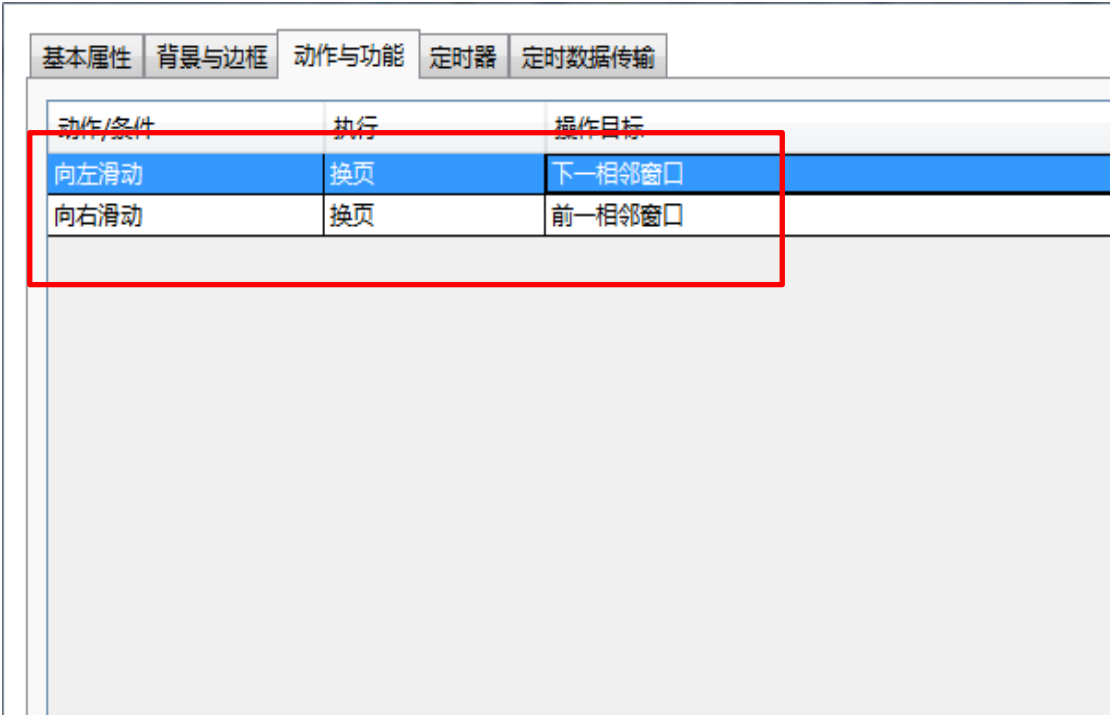 基本属性 背景与边框 动作与功能 定时器 定时数据传输
动作/条件 执行 操作目标
向左滑动 换页 下一相邻窗口
向右滑动 换页 前一相邻窗口